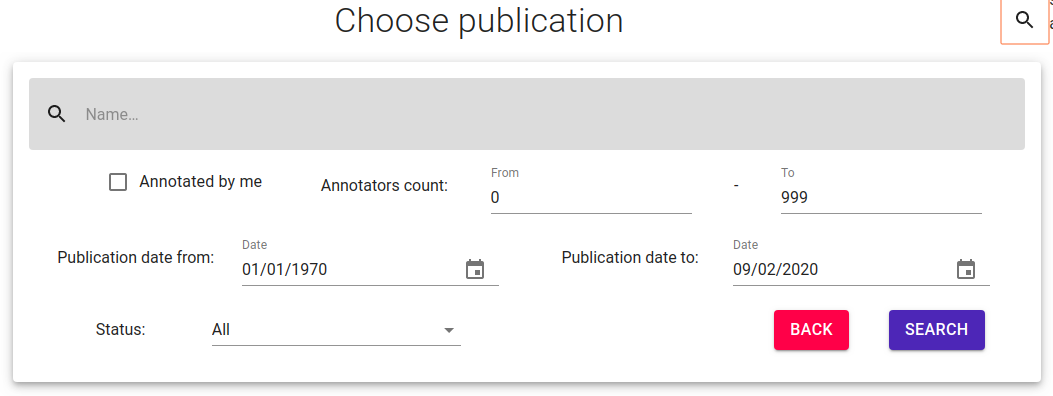 Choose publication
Name...
Annotated by me
Annotators count:
From
0
-
To
999
Publication date from:
Date
01/01/1970
Publication date to:
Date
09/02/2020
Status:
All
BACK
SEARCH